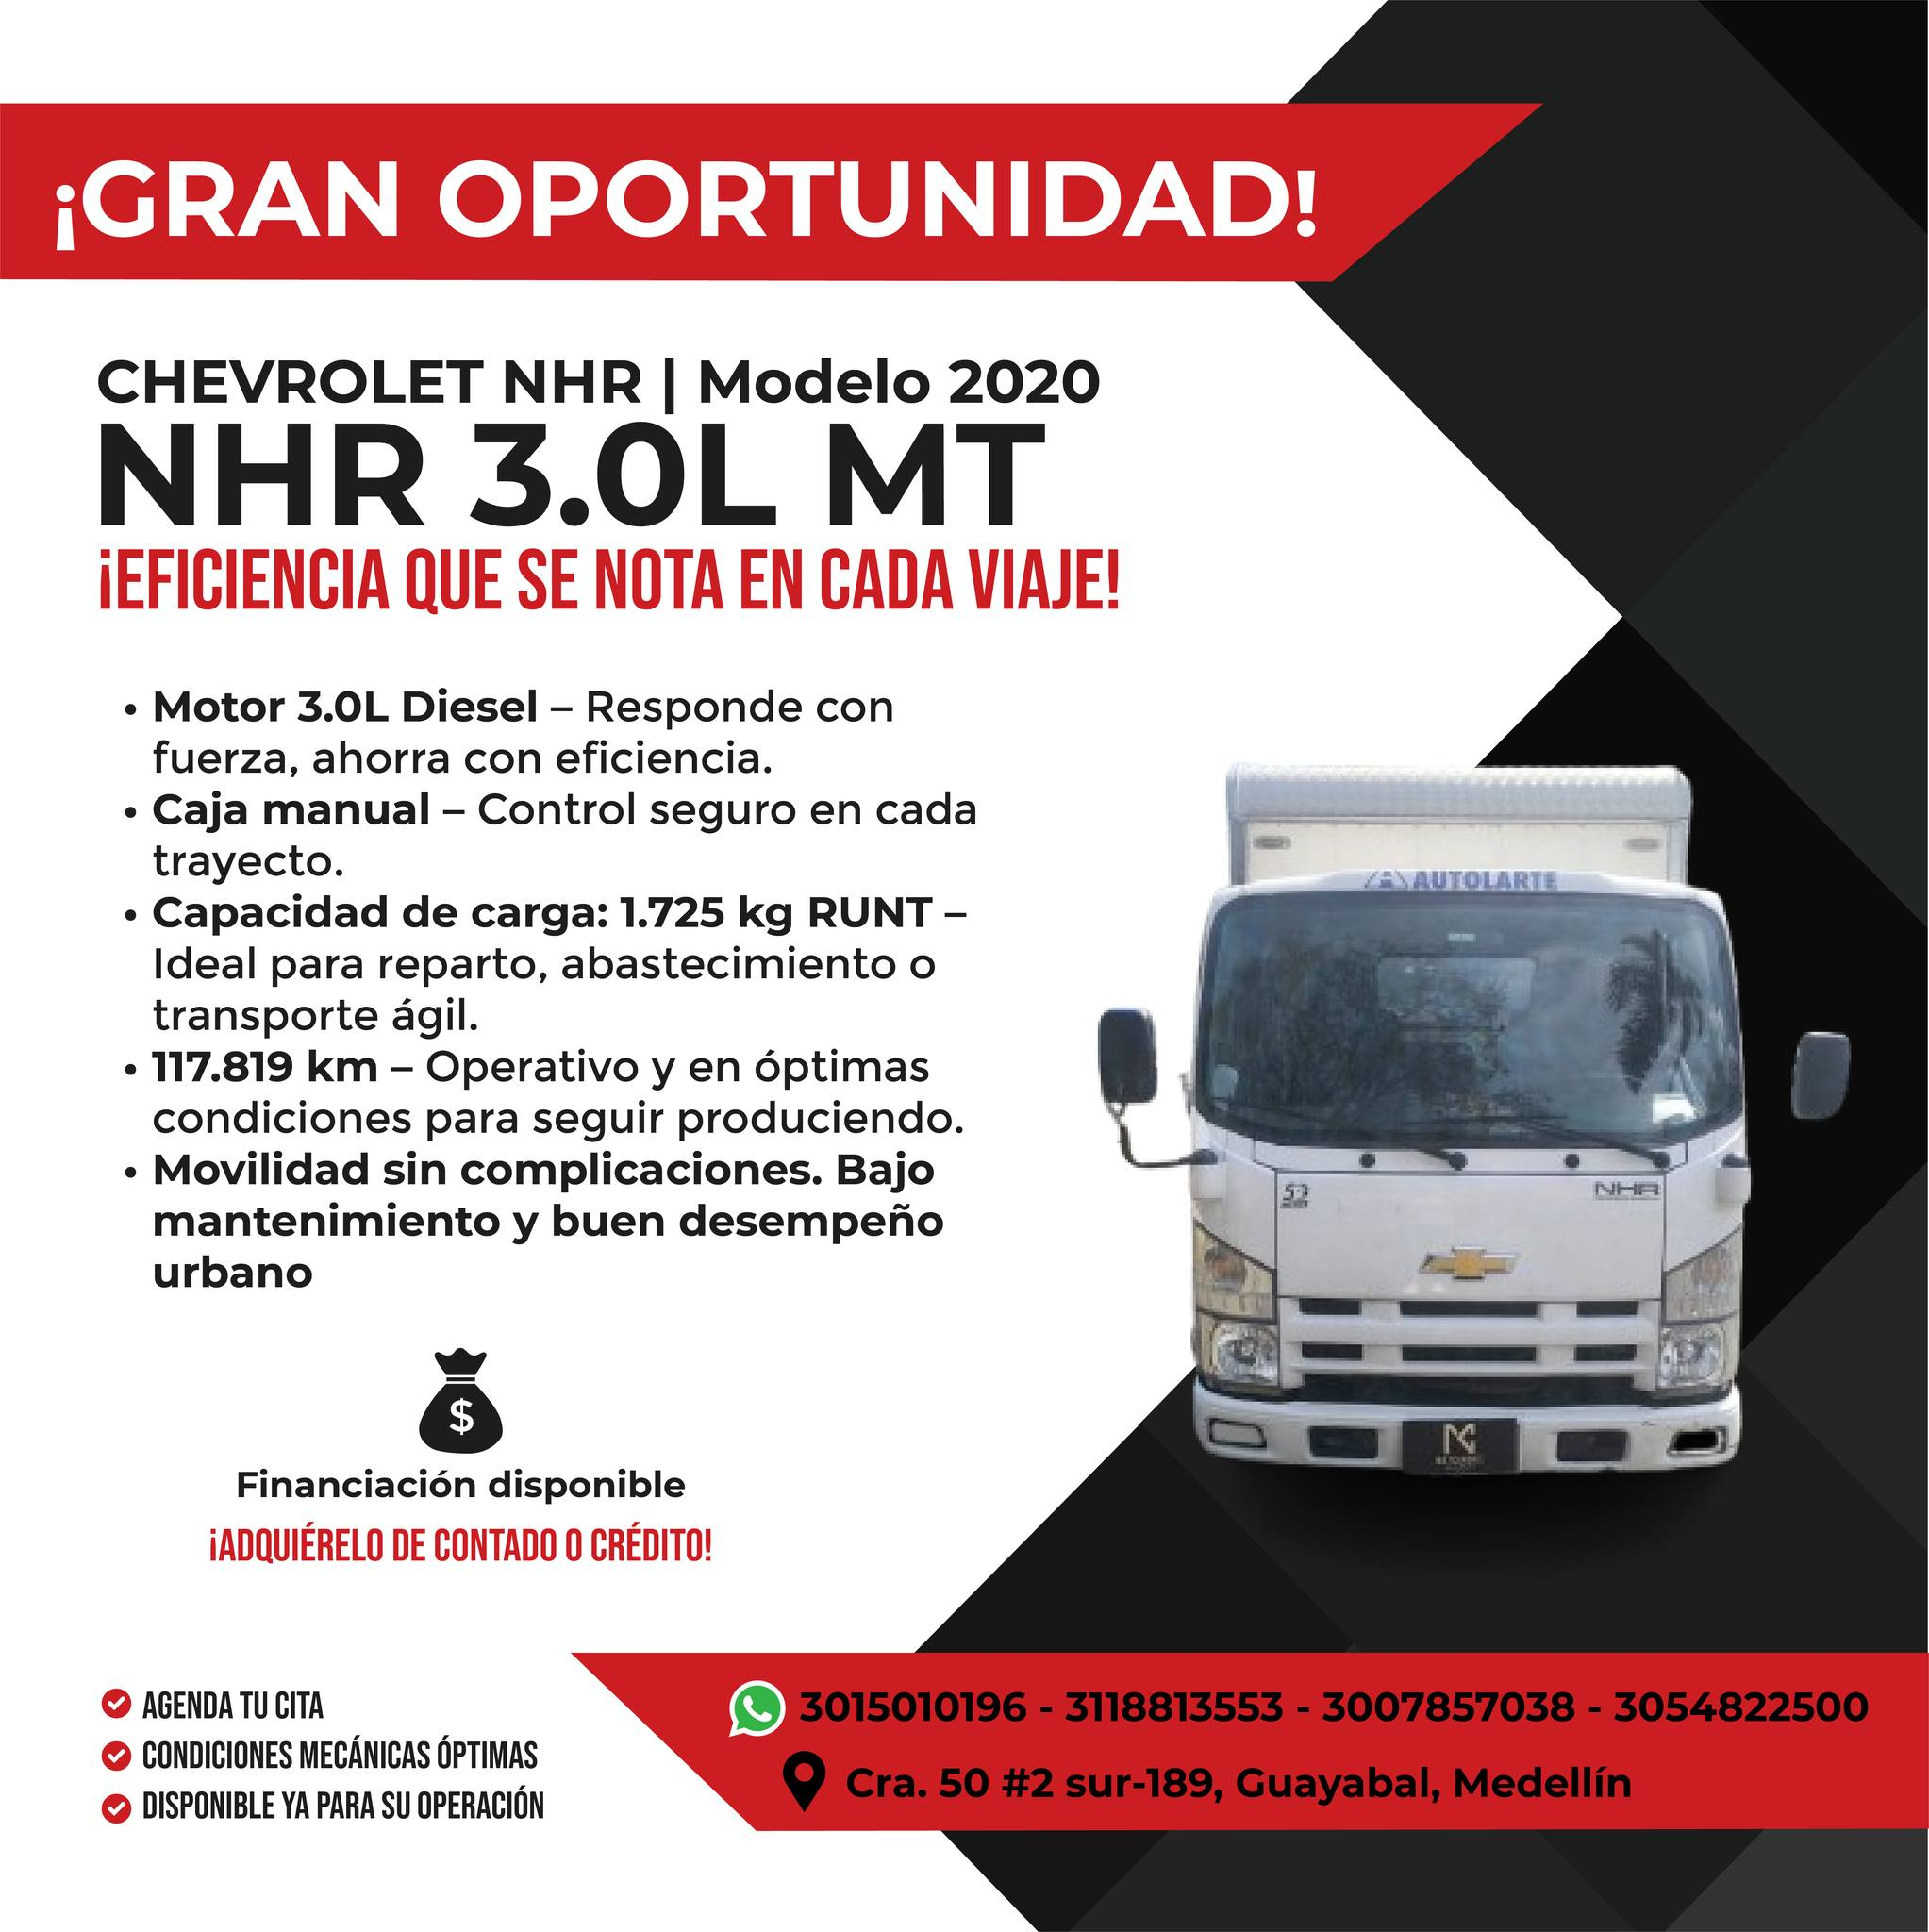 ¡GRAN OPORTUNIDAD!
CHEVROLET NHR | Modelo 2020
NHR 3.0L MT
¡EFICIENCIA QUE SE NOTA EN CADA VIAJE!
• Motor 3.0L Diesel – Responde con
fuerza, ahorra con eficiencia.
• Caja manual – Control seguro en cada
trayecto.
• Capacidad de carga: 1.725 kg RUNT –
Ideal para reparto, abastecimiento o
transporte ágil.
• 117.819 km – Operativo y en óptimas
condiciones para seguir produciendo.
• Movilidad sin complicaciones. Bajo
mantenimiento y buen desempeño
urbano
AUTOLARTE
NHR
$
Financiación disponible
¡ADQUIÉRELO DE CONTADO O CRÉDITO!
AGENDA TU CITA
CONDICIONES MECÁNICAS ÓPTIMAS
DISPONIBLE YA PARA SU OPERACIÓN
3015010196 - 3118813553 - 3007857038 - 3054822500
Cra. 50 #2 sur-189, Guayabal, Medellín